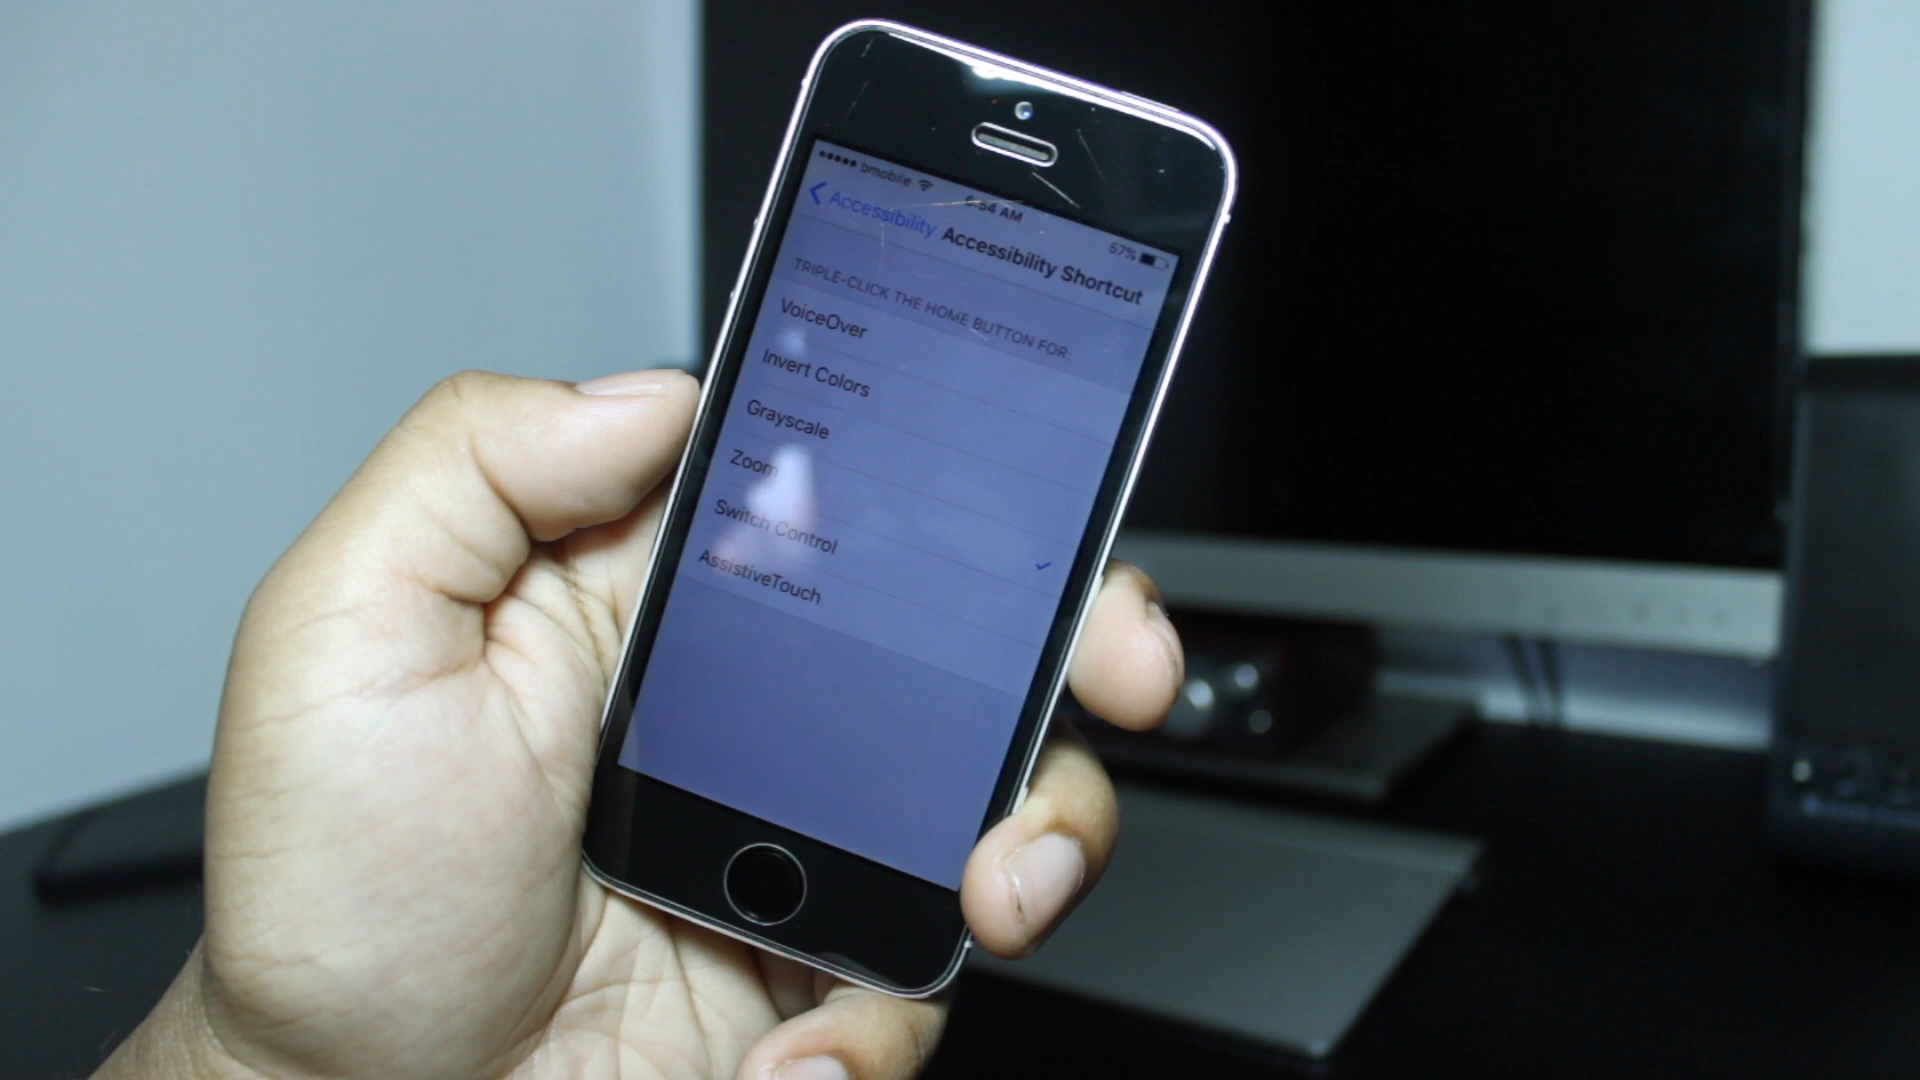 bmobile
AM
57%
Accessibility Accessibility Shortcut
TRIPLE-CLICK THE HOME BUTTON FOR:
VoiceOver
Invert Colors
Grayscale
Zoom
Switch Control
AssistiveTouch